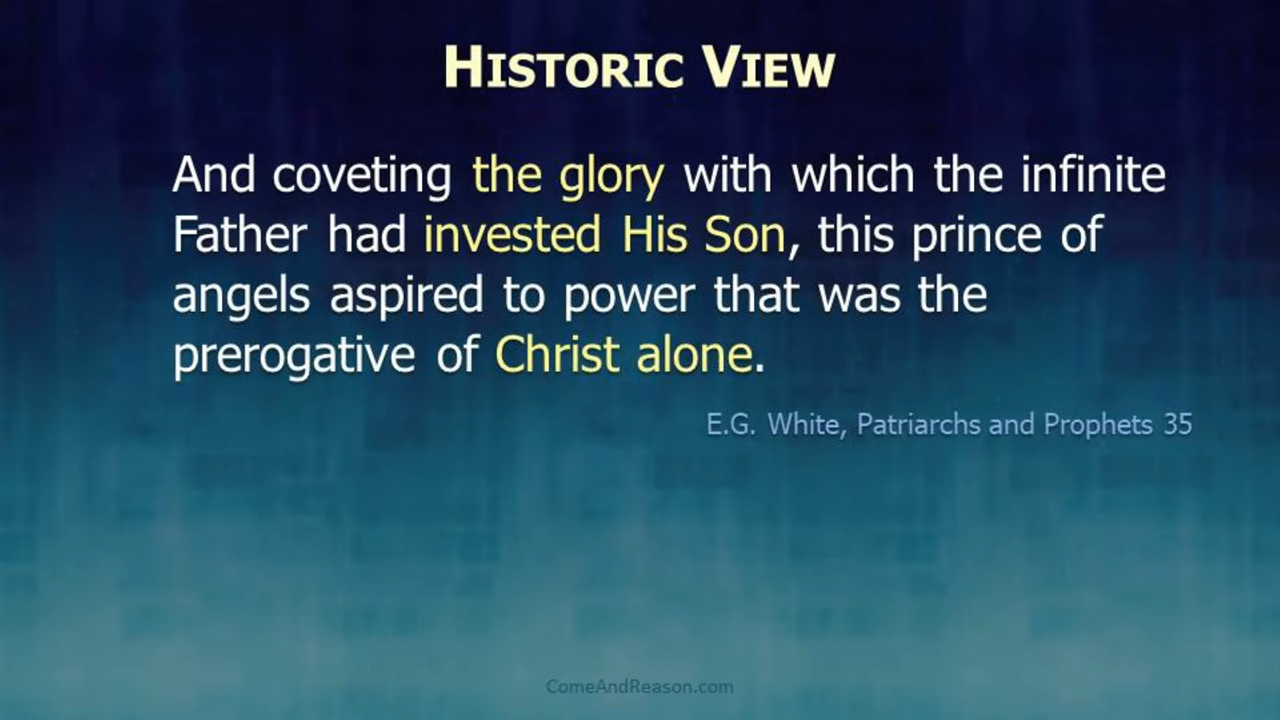 HISTORIC VIEW
And coveting the glory with which the infinite
Father had invested His Son, this prince of
angels aspired to power that was the
prerogative of Christ alone.
E.G. White, Patriarchs and Prophets 35
ComeAndReason.com